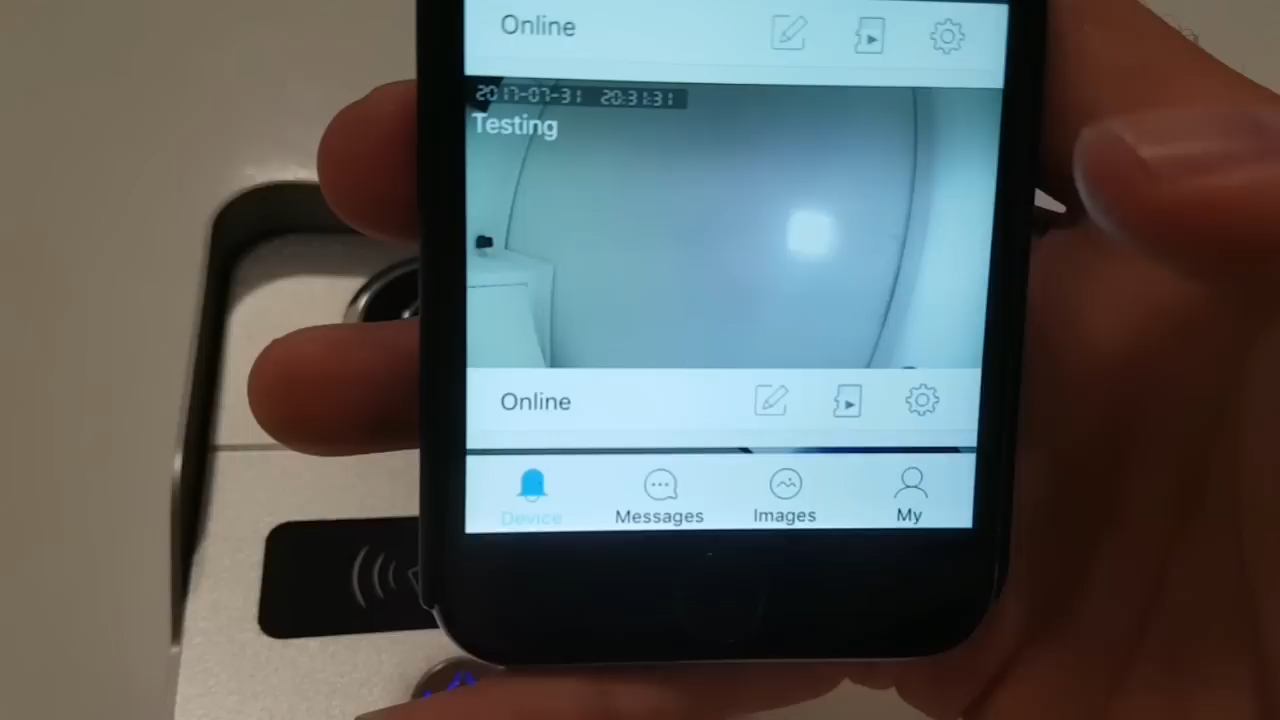 Online
2017-07-31 20:31:31
Testing
Online
Device Messages Images My